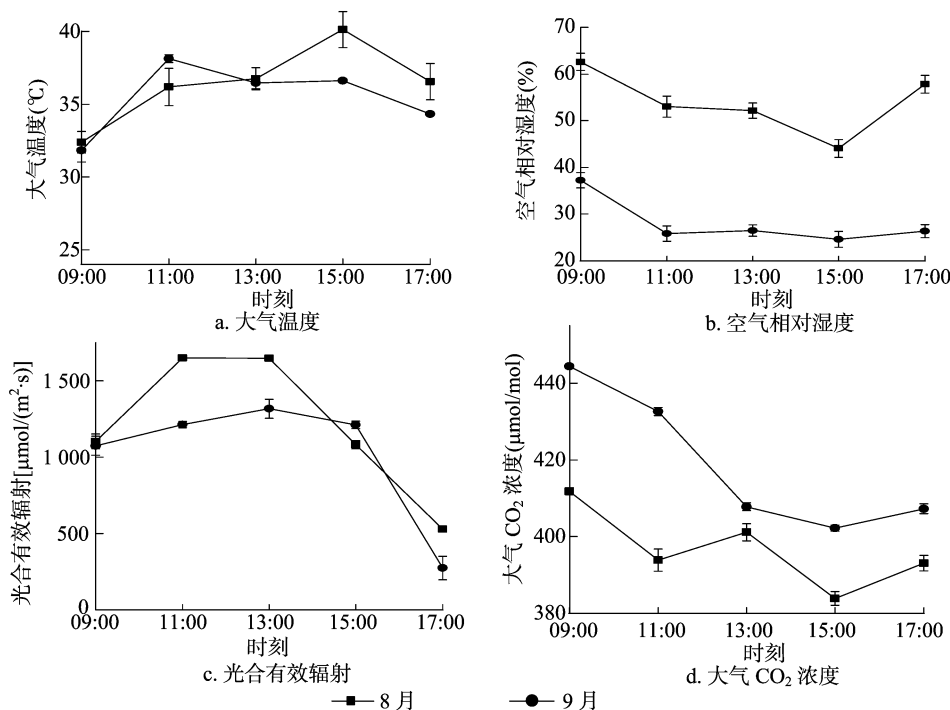 大气温度(℃)
40
35
30
25
09:00 11:00 13:00 15:00 17:00
时刻
a. 大气温度
空气相对湿度(%)
70
60
50
40
30
20
09:00 11:00 13:00 15:00 17:00
时刻
b. 空气相对湿度
光合有效辐射[μmol/(m²·s)]
1 500
1 000
500
0
09:00 11:00 13:00 15:00 17:00
时刻
c. 光合有效辐射
大气 CO₂ 浓度(μmol/mol)
440
420
400
380
09:00 11:00 13:00 15:00 17:00
时刻
d. 大气 CO₂ 浓度
8 月 9 月